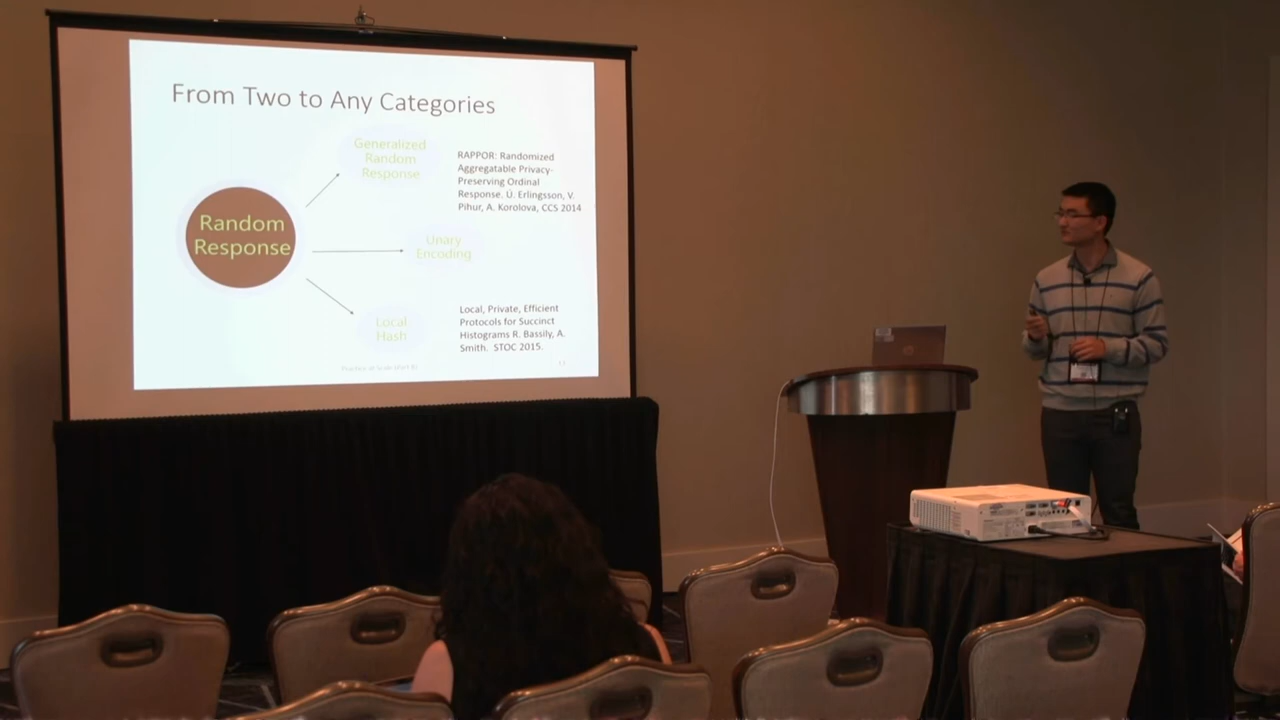 From Two to Any Categories
Generalized
Random
Response
RAPPOR: Randomized
Aggregatable Privacy-
Preserving Ordinal
Response. Ú. Erlingsson, V.
Pihur, A. Korolova, CCS 2014
Random
Response
Unary
Encoding
Local
Hash
Local, Private, Efficient
Protocols for Succinct
Histograms R. Bassily, A.
Smith. STOC 2015.